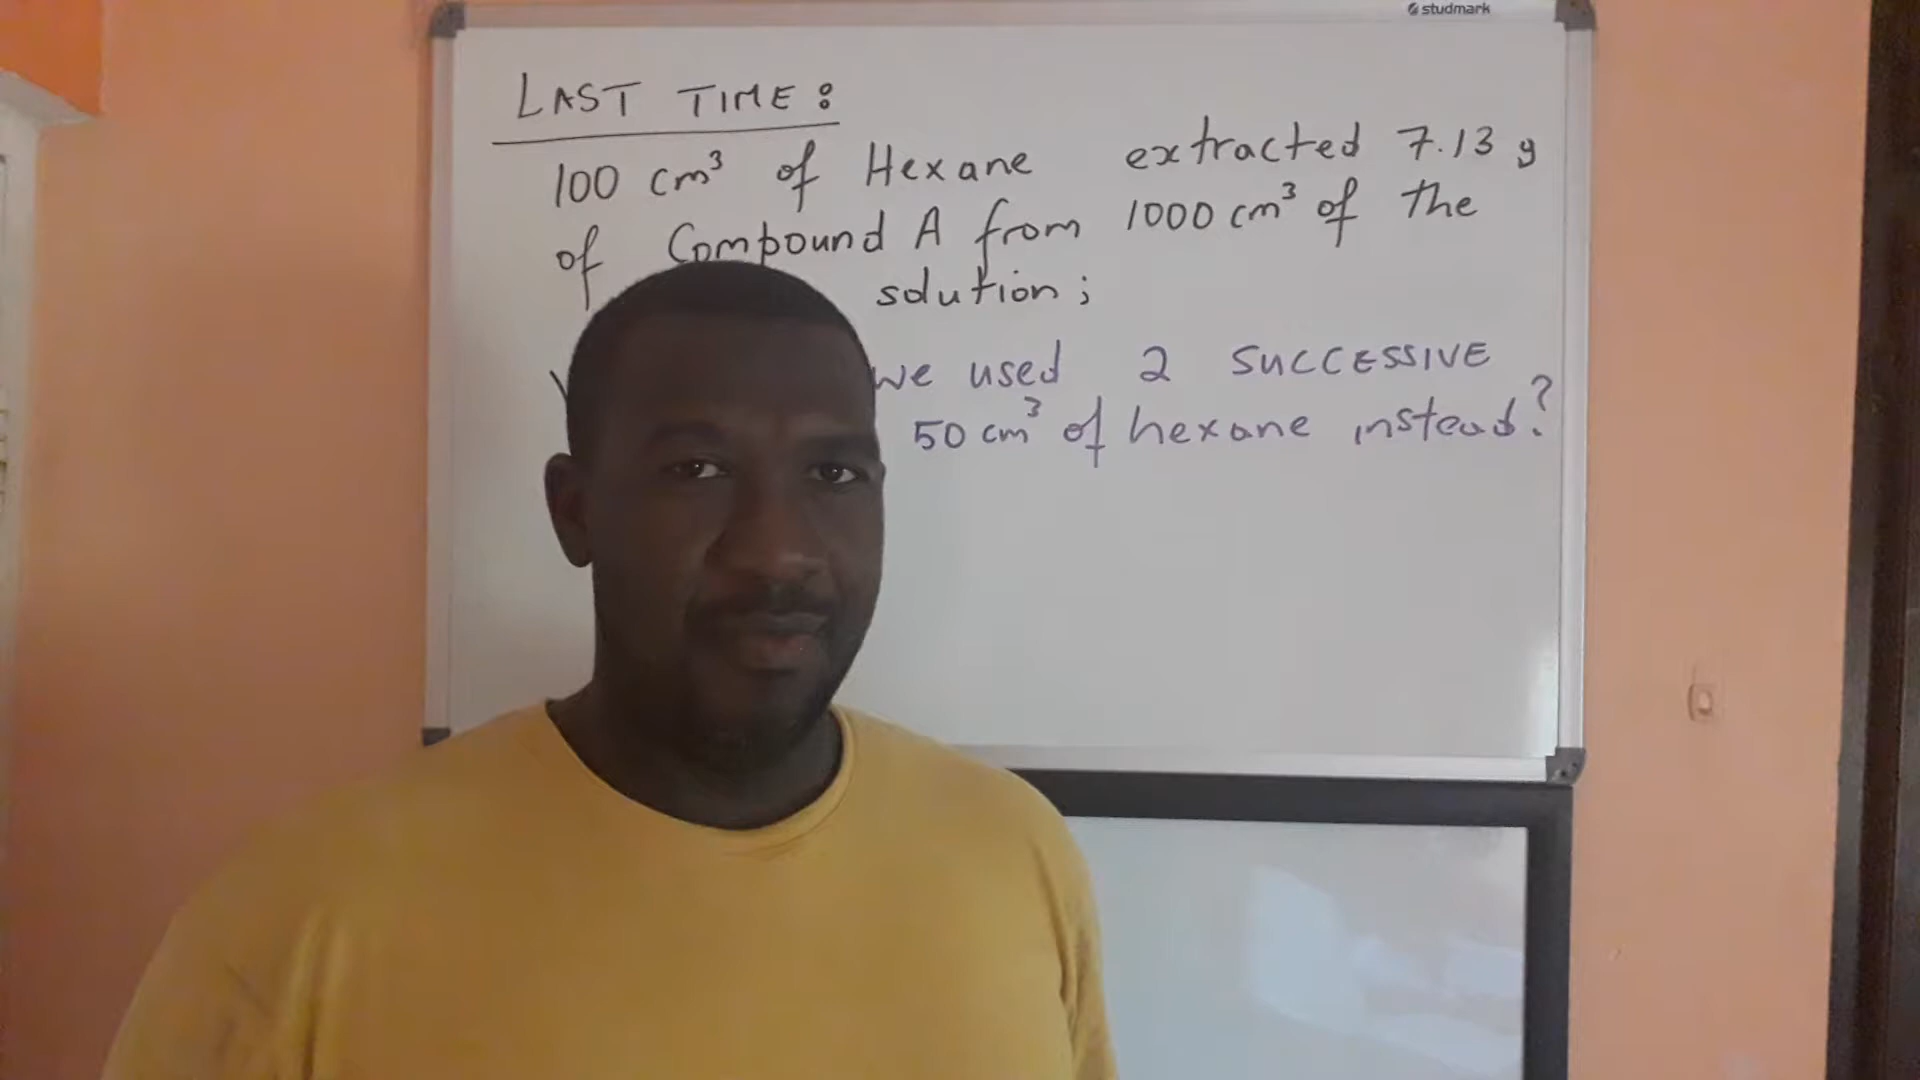 studmark
LAST TIME:
100 cm³ of Hexane extracted 7.13 g
of Compound A from 1000 cm³ of the
solution;
we used 2 SUCCESSIVE
50 cm³ of hexane instead?